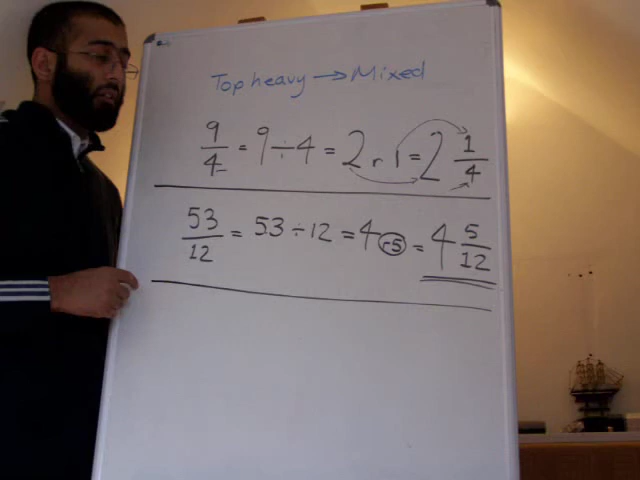 Top heavy → Mixed
9/4 = 9 ÷ 4 = 2 r 1 = 2 1/4
53/12 = 53 ÷ 12 = 4 r5 = 4 5/12